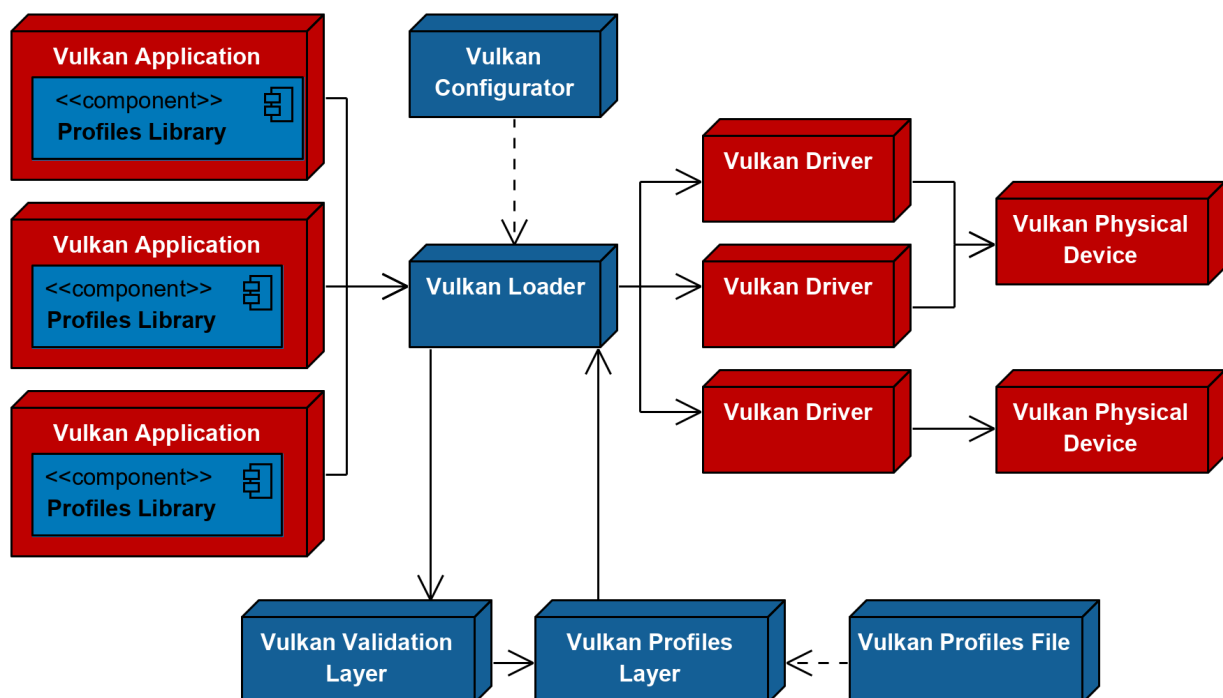 Vulkan Application
<<component>>
Profiles Library
Vulkan Application
<<component>>
Profiles Library
Vulkan Application
<<component>>
Profiles Library
Vulkan
Configurator
Vulkan Loader
Vulkan Driver
Vulkan Driver
Vulkan Driver
Vulkan Physical
Device
Vulkan Physical
Device
Vulkan Validation
Layer
Vulkan Profiles
Layer
Vulkan Profiles File